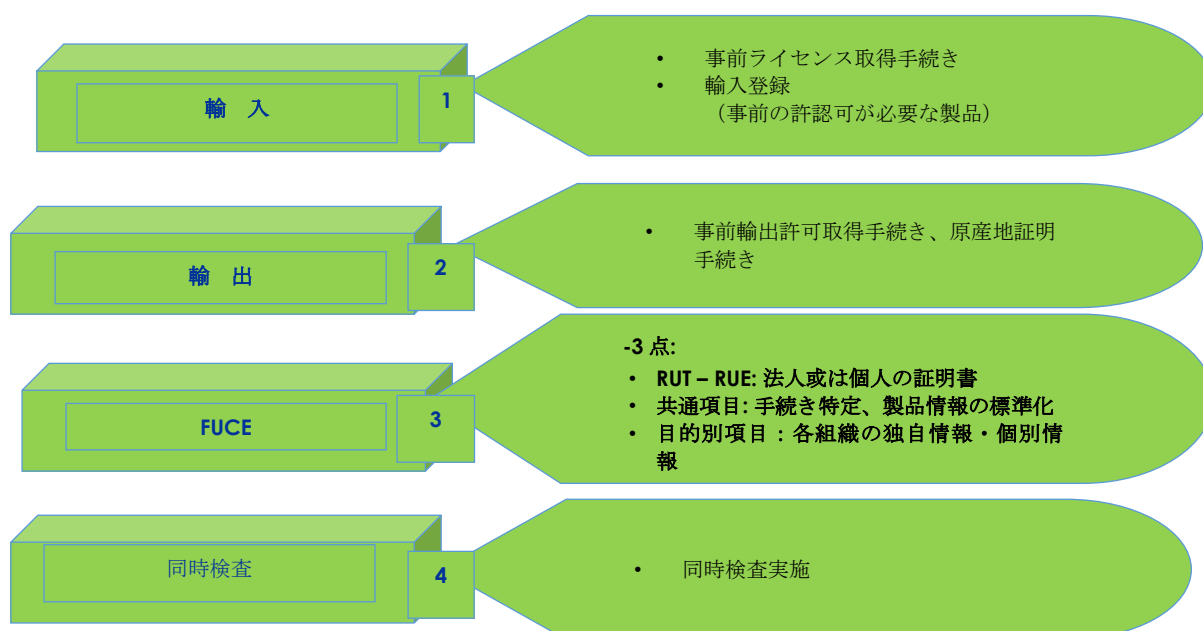 輸 入
1
• 事前ライセンス取得手続き
• 輸入登録
（事前の許認可が必要な製品）
輸 出
2
• 事前輸出許可取得手続き、原産地証明
手続き
FUCE
3
-3 点:
• RUT – RUE: 法人或は個人の証明書
• 共通項目: 手続き特定、製品情報の標準化
• 目的別項目：各組織の独自情報・個別情
報
同時検査
4
• 同時検査実施